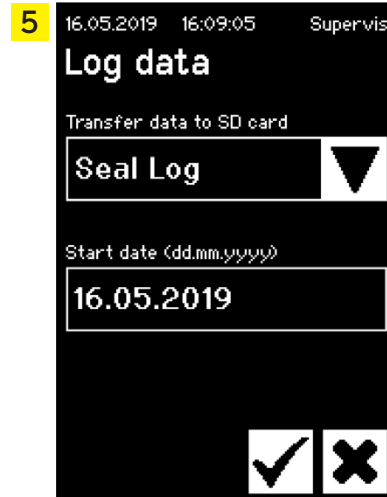 5
16.05.2019 16:09:05 Supervis
Log data
Transfer data to SD card
Seal Log
Start date (dd.mm.yyyy)
16.05.2019